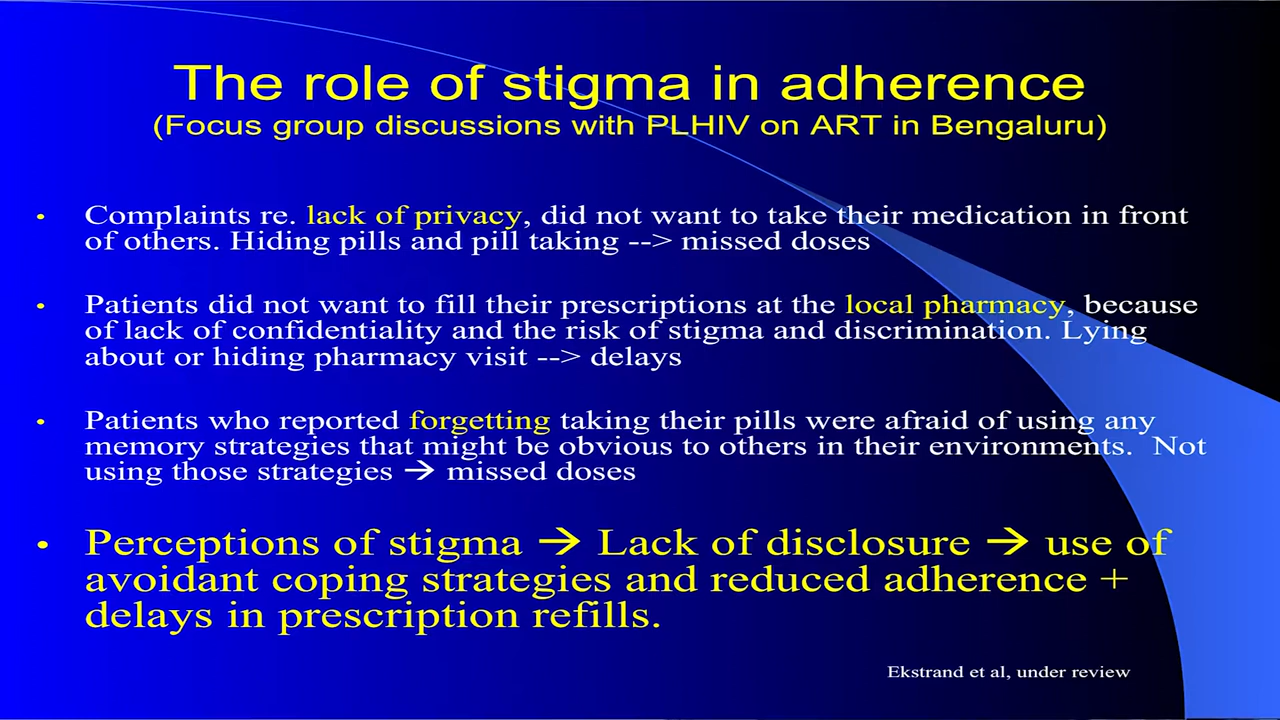 The role of stigma in adherence
(Focus group discussions with PLHIV on ART in Bengaluru)
• Complaints re. lack of privacy, did not want to take their medication in front
of others. Hiding pills and pill taking --> missed doses
• Patients did not want to fill their prescriptions at the local pharmacy, because
of lack of confidentiality and the risk of stigma and discrimination. Lying
about or hiding pharmacy visit --> delays
• Patients who reported forgetting taking their pills were afraid of using any
memory strategies that might be obvious to others in their environments.  Not
using those strategies → missed doses
• Perceptions of stigma → Lack of disclosure → use of
avoidant coping strategies and reduced adherence +
delays in prescription refills.
Ekstrand et al, under review